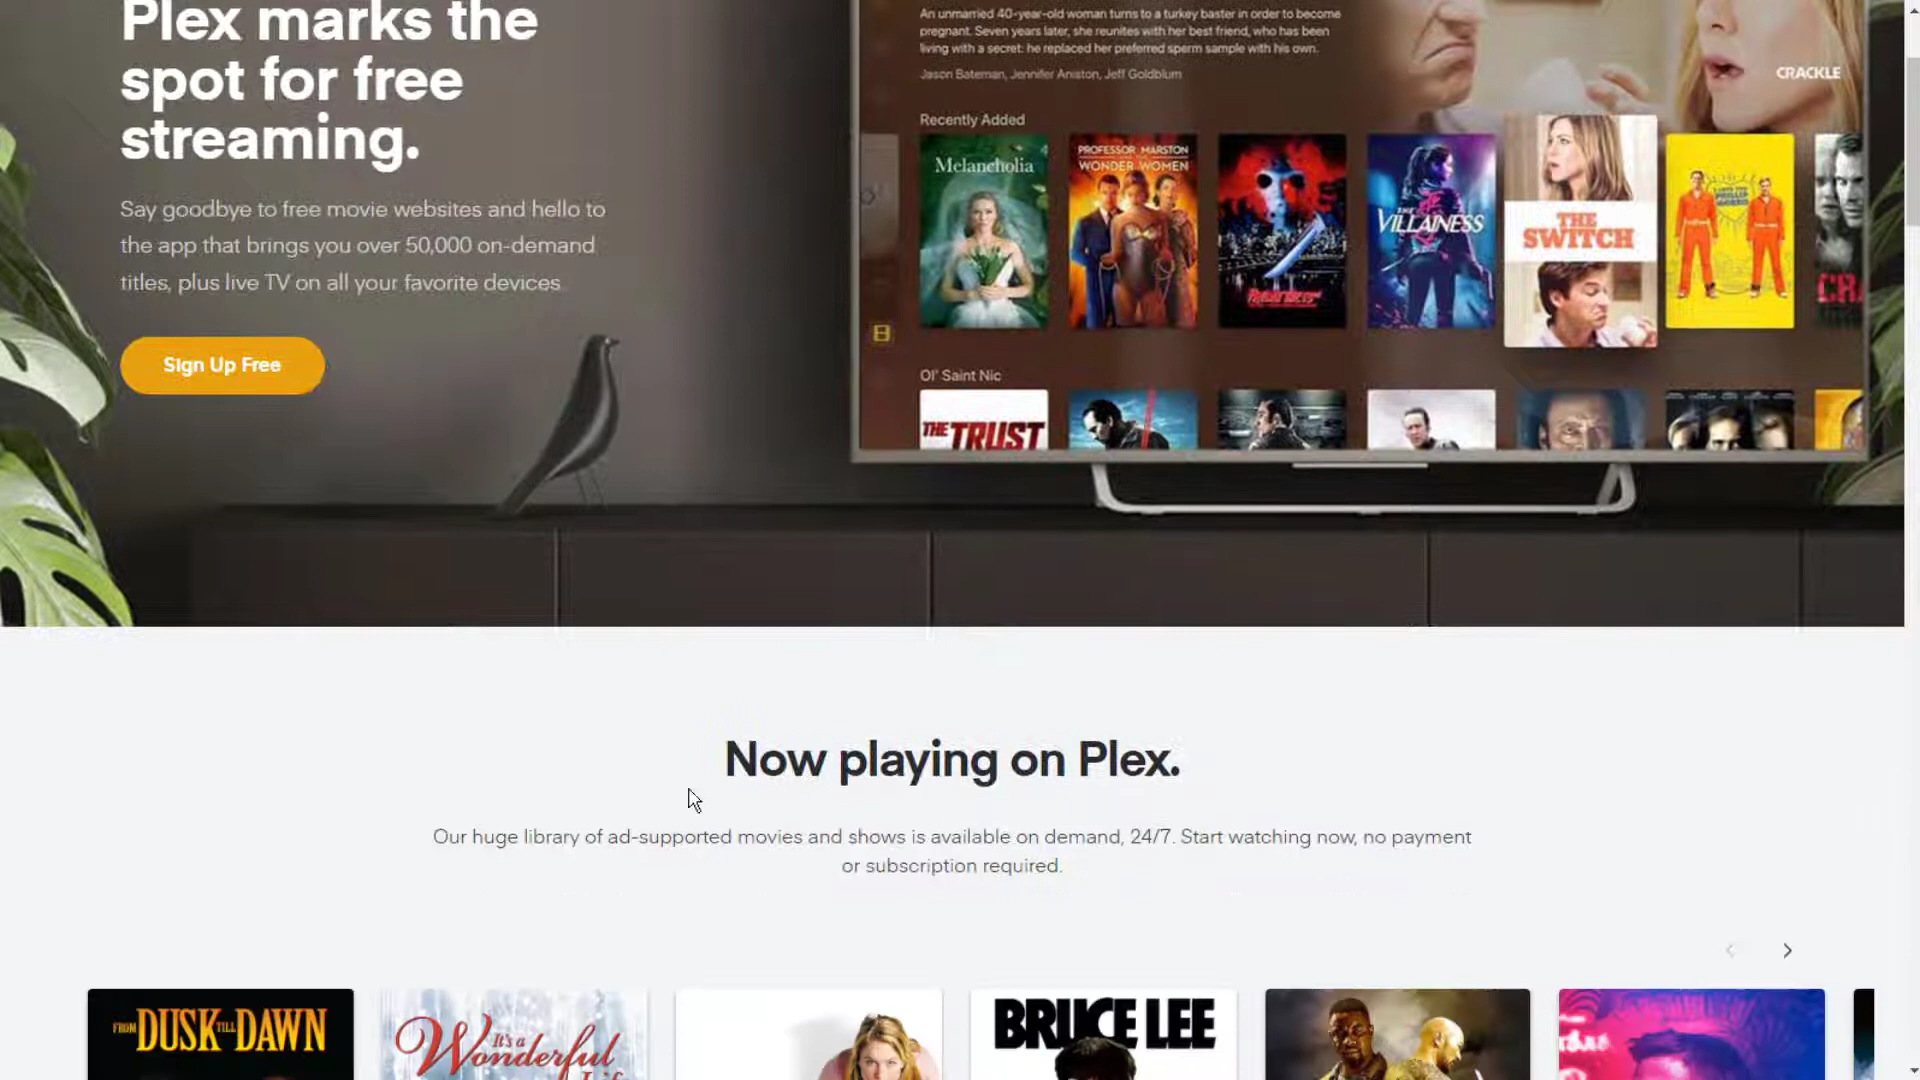 Plex marks the
spot for free
streaming.
Say goodbye to free movie websites and hello to
the app that brings you over 50,000 on-demand
titles, plus live TV on all your favorite devices
Sign Up Free
An unmarried 40-year-old woman turns to a turkey baster in order to become
pregnant. Seven years later, she reunites with her best friend, who has been
living with a secret: he replaced her preferred sperm sample with his own.
Jason Bateman, Jennifer Aniston, Jeff Goldblum
CRACKLE
Recently Added
Melancholia
PROFESSOR MARSTON
WONDER WOMEN
THE
VILLAINESS
THE
SWITCH
Ol' Saint Nic
THE TRUST
Now playing on Plex.
Our huge library of ad-supported movies and shows is available on demand, 24/7. Start watching now, no payment
or subscription required.
FROM DUSK TILL DAWN
It's a
Wonderful
BRUCE LEE